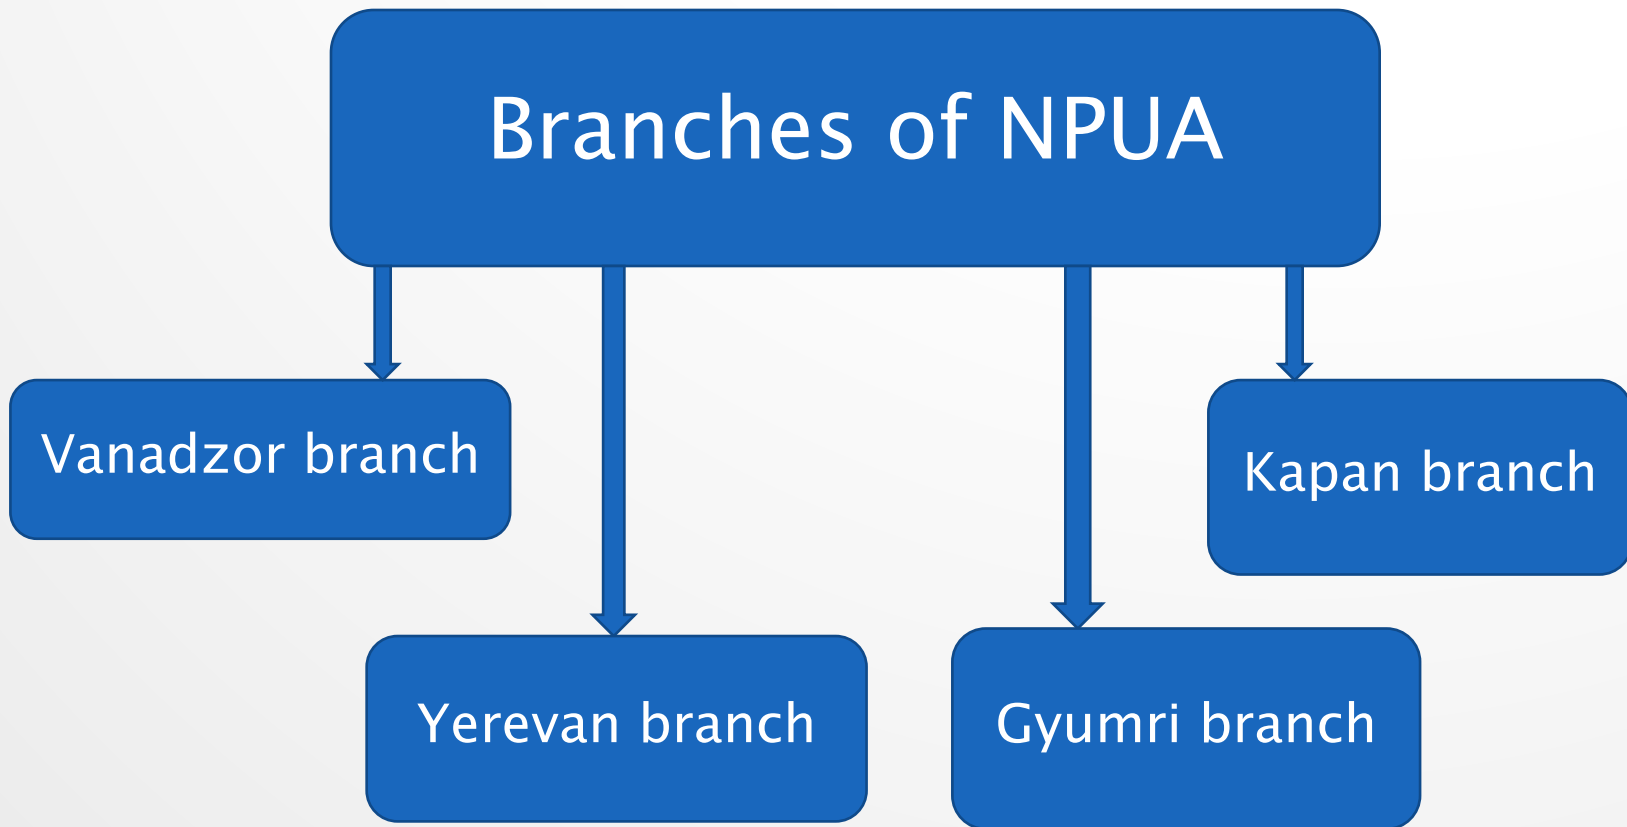 Branches of NPUA
Vanadzor branch
Kapan branch
Yerevan branch
Gyumri branch